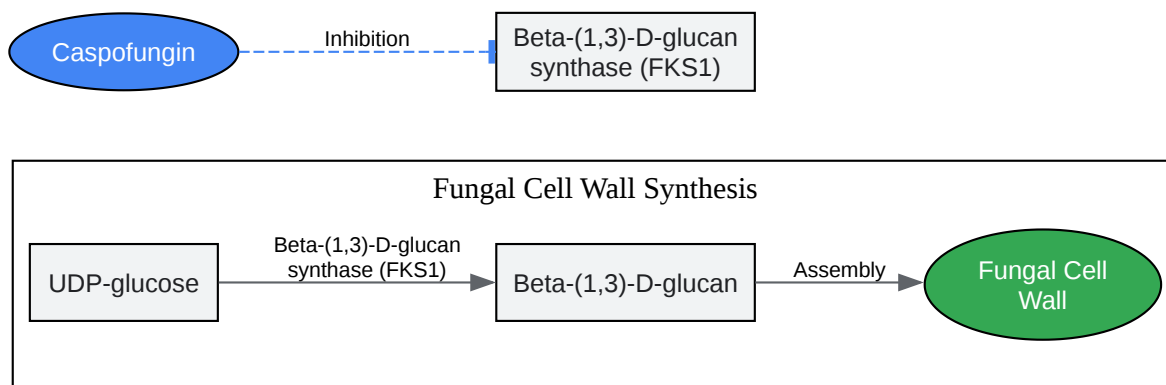 Caspofungin
Inhibition
Beta-(1,3)-D-glucan
synthase (FKS1)
Fungal Cell Wall Synthesis
UDP-glucose
Beta-(1,3)-D-glucan
synthase (FKS1)
Beta-(1,3)-D-glucan
Assembly
Fungal Cell
Wall